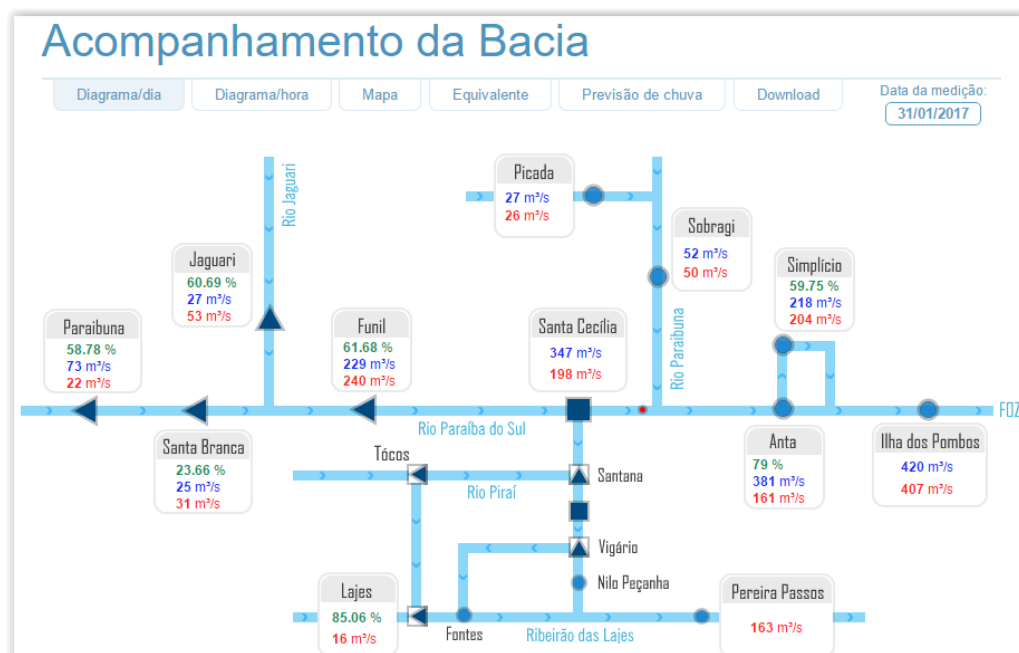 Acompanhamento da Bacia
Diagrama/dia
Diagrama/hora
Mapa
Equivalente
Previsão de chuva
Download
Data da medição:
31/01/2017
Rio Jaguari
Picada
27 m³/s
26 m³/s
Sobragi
52 m³/s
50 m³/s
Jaguari
60.69 %
27 m³/s
53 m³/s
Simplício
59.75 %
218 m³/s
204 m³/s
Paraibuna
58.78 %
73 m³/s
22 m³/s
Funil
61.68 %
229 m³/s
240 m³/s
Santa Cecília
347 m³/s
198 m³/s
Rio Paraibuna
FOZ
Rio Paraíba do Sul
Santa Branca
23.66 %
25 m³/s
31 m³/s
Anta
79 %
381 m³/s
161 m³/s
Ilha dos Pombos
420 m³/s
407 m³/s
Tócos
Rio Piraí
Santana
Vigário
Nilo Peçanha
Lajes
85.06 %
16 m³/s
Fontes
Ribeirão das Lajes
Pereira Passos
163 m³/s